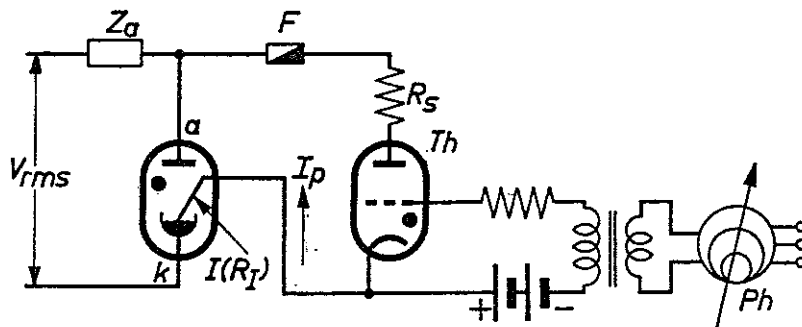 Za
F
Rs
a
Th
Vrms
Ip
k
I(RI)
+
-
Ph